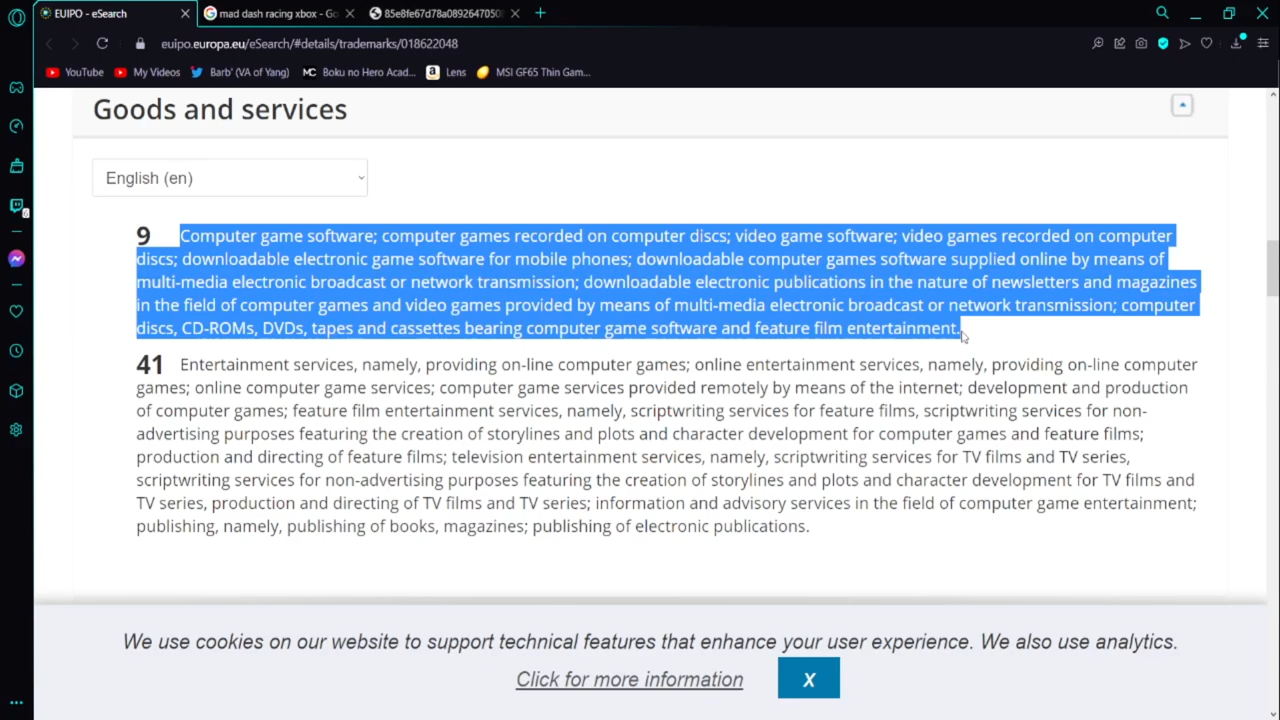 EUIPO - eSearch
mad dash racing xbox - Go
85e8fe67d78a0892647050
euipo.europa.eu/eSearch/#details/trademarks/018622048
YouTube
My Videos
Barb' (VA of Yang)
MC Boku no Hero Acad...
a Lens
MSI GF65 Thin Gam...
Goods and services
English (en)
9 Computer game software; computer games recorded on computer discs; video game software; video games recorded on computer
discs; downloadable electronic game software for mobile phones; downloadable computer games software supplied online by means of
multi-media electronic broadcast or network transmission; downloadable electronic publications in the nature of newsletters and magazines
in the field of computer games and video games provided by means of multi-media electronic broadcast or network transmission; computer
discs, CD-ROMs, DVDs, tapes and cassettes bearing computer game software and feature film entertainment.
41 Entertainment services, namely, providing on-line computer games; online entertainment services, namely, providing on-line computer
games; online computer game services; computer game services provided remotely by means of the internet; development and production
of computer games; feature film entertainment services, namely, scriptwriting services for feature films, scriptwriting services for non-
advertising purposes featuring the creation of storylines and plots and character development for computer games and feature films;
production and directing of feature films; television entertainment services, namely, scriptwriting services for TV films and TV series,
scriptwriting services for non-advertising purposes featuring the creation of storylines and plots and character development for TV films and
TV series, production and directing of TV films and TV series; information and advisory services in the field of computer game entertainment;
publishing, namely, publishing of books, magazines; publishing of electronic publications.
We use cookies on our website to support technical features that enhance your user experience. We also use analytics.
Click for more information
X